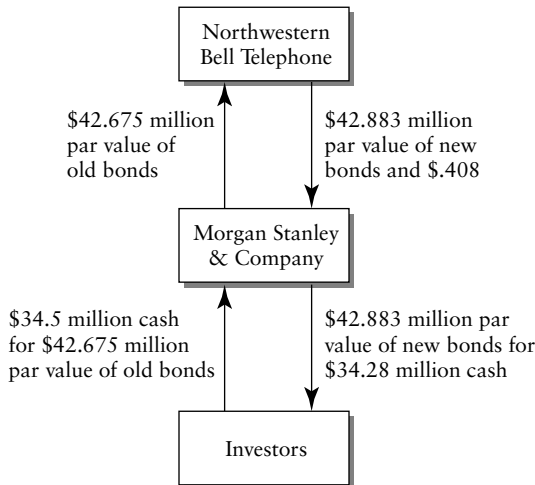 Northwestern
Bell Telephone
$42.675 million
par value of
old bonds
$42.883 million
par value of new
bonds and $.408
Morgan Stanley
& Company
$34.5 million cash
for $42.675 million
par value of old bonds
$42.883 million par
value of new bonds for
$34.28 million cash
Investors